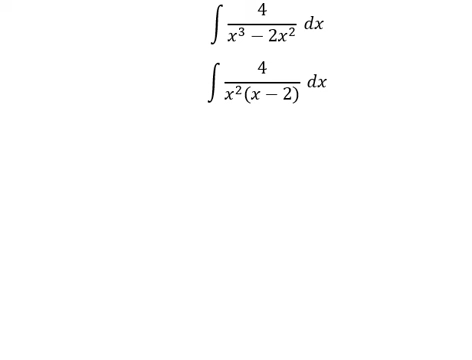 ∫ 4 / (x³ − 2x²) dx
∫ 4 / (x²(x − 2)) dx